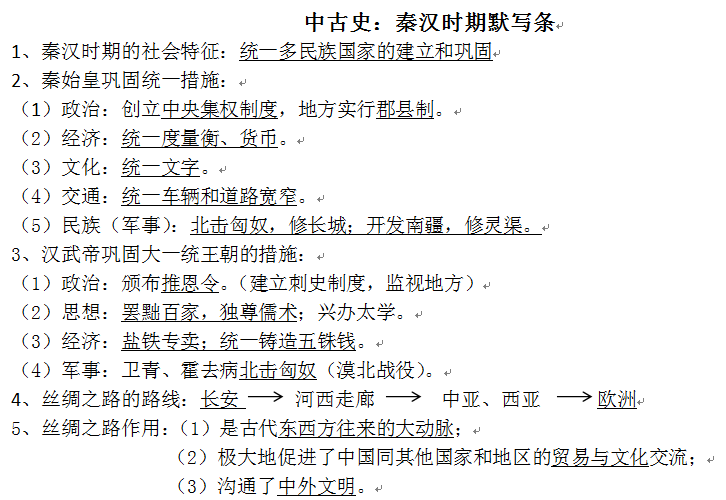 中古史：秦汉时期默写条
1、秦汉时期的社会特征：统一多民族国家的建立和巩固
2、秦始皇巩固统一措施：
（1）政治：创立中央集权制度，地方实行郡县制。
（2）经济：统一度量衡、货币。
（3）文化：统一文字。
（4）交通：统一车辆和道路宽窄。
（5）民族（军事）：北击匈奴，修长城；开发南疆，修灵渠。
3、汉武帝巩固大一统王朝的措施：
（1）政治：颁布推恩令。（建立刺史制度，监视地方）
（2）思想：罢黜百家，独尊儒术；兴办太学。
（3）经济：盐铁专卖；统一铸造五铢钱。
（4）军事：卫青、霍去病北击匈奴（漠北战役）。
4、丝绸之路的路线：长安 → 河西走廊 → 中亚、西亚 → 欧洲
5、丝绸之路作用：（1）是古代东西方往来的大动脉；
（2）极大地促进了中国同其他国家和地区的贸易与文化交流；
（3）沟通了中外文明。